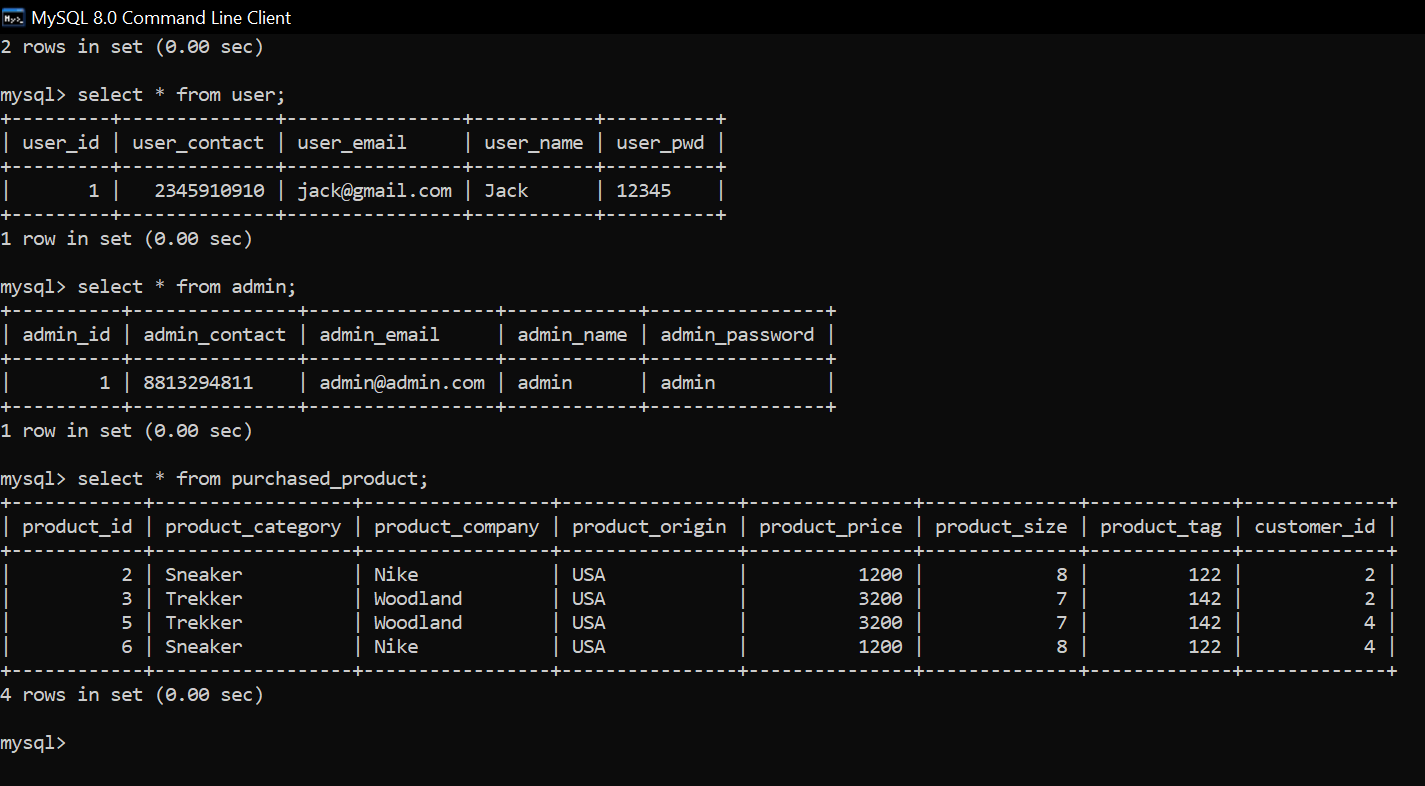 MySQL 8.0 Command Line Client
2 rows in set (0.00 sec)

mysql> select * from user;
+---------+--------------+----------------+-----------+----------+
| user_id | user_contact | user_email     | user_name | user_pwd |
+---------+--------------+----------------+-----------+----------+
|       1 |   2345910910 | jack@gmail.com | Jack      | 12345    |
+---------+--------------+----------------+-----------+----------+
1 row in set (0.00 sec)

mysql> select * from admin;
+----------+---------------+-----------------+------------+----------------+
| admin_id | admin_contact | admin_email     | admin_name | admin_password |
+----------+---------------+-----------------+------------+----------------+
|        1 | 8813294811    | admin@admin.com | admin      | admin          |
+----------+---------------+-----------------+------------+----------------+
1 row in set (0.00 sec)

mysql> select * from purchased_product;
+------------+------------------+-----------------+----------------+---------------+--------------+-------------+-------------+
| product_id | product_category | product_company | product_origin | product_price | product_size | product_tag | customer_id |
+------------+------------------+-----------------+----------------+---------------+--------------+-------------+-------------+
|          2 | Sneaker          | Nike            | USA            |          1200 |            8 |         122 |           2 |
|          3 | Trekker          | Woodland        | USA            |          3200 |            7 |         142 |           2 |
|          5 | Trekker          | Woodland        | USA            |          3200 |            7 |         142 |           4 |
|          6 | Sneaker          | Nike            | USA            |          1200 |            8 |         122 |           4 |
+------------+------------------+-----------------+----------------+---------------+--------------+-------------+-------------+
4 rows in set (0.00 sec)

mysql>